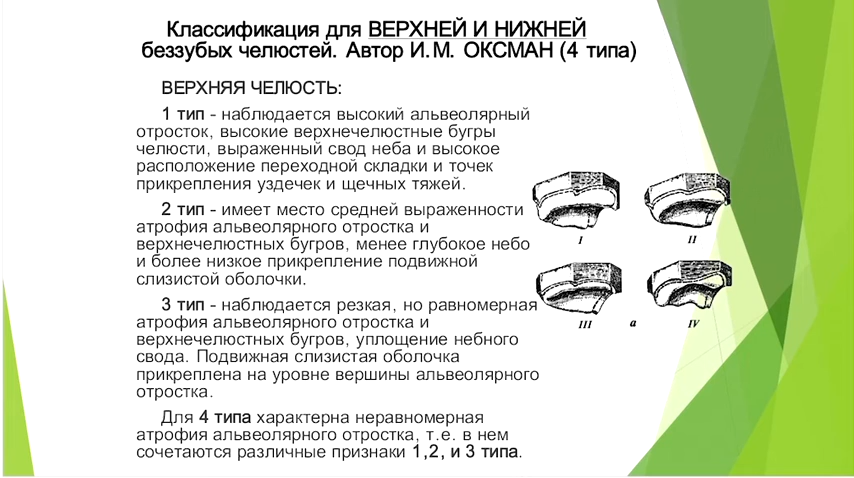 Классификация для ВЕРХНЕЙ И НИЖНЕЙ
беззубых челюстей. Автор И.М. ОКСМАН (4 типа)
ВЕРХНЯЯ ЧЕЛЮСТЬ:
1 тип - наблюдается высокий альвеолярный
отросток, высокие верхнечелюстные бугры
челюсти, выраженный свод неба и высокое
расположение переходной складки и точек
прикрепления уздечек и щечных тяжей.
2 тип - имеет место средней выраженности
атрофия альвеолярного отростка и
верхнечелюстных бугров, менее глубокое небо
и более низкое прикрепление подвижной
слизистой оболочки.
3 тип - наблюдается резкая, но равномерная
атрофия альвеолярного отростка и
верхнечелюстных бугров, уплощение небного
свода. Подвижная слизистая оболочка
прикреплена на уровне вершины альвеолярного
отростка.
Для 4 типа характерна неравномерная
атрофия альвеолярного отростка, т.е. в нем
сочетаются различные признаки 1,2, и 3 типа.
I II
III а IV